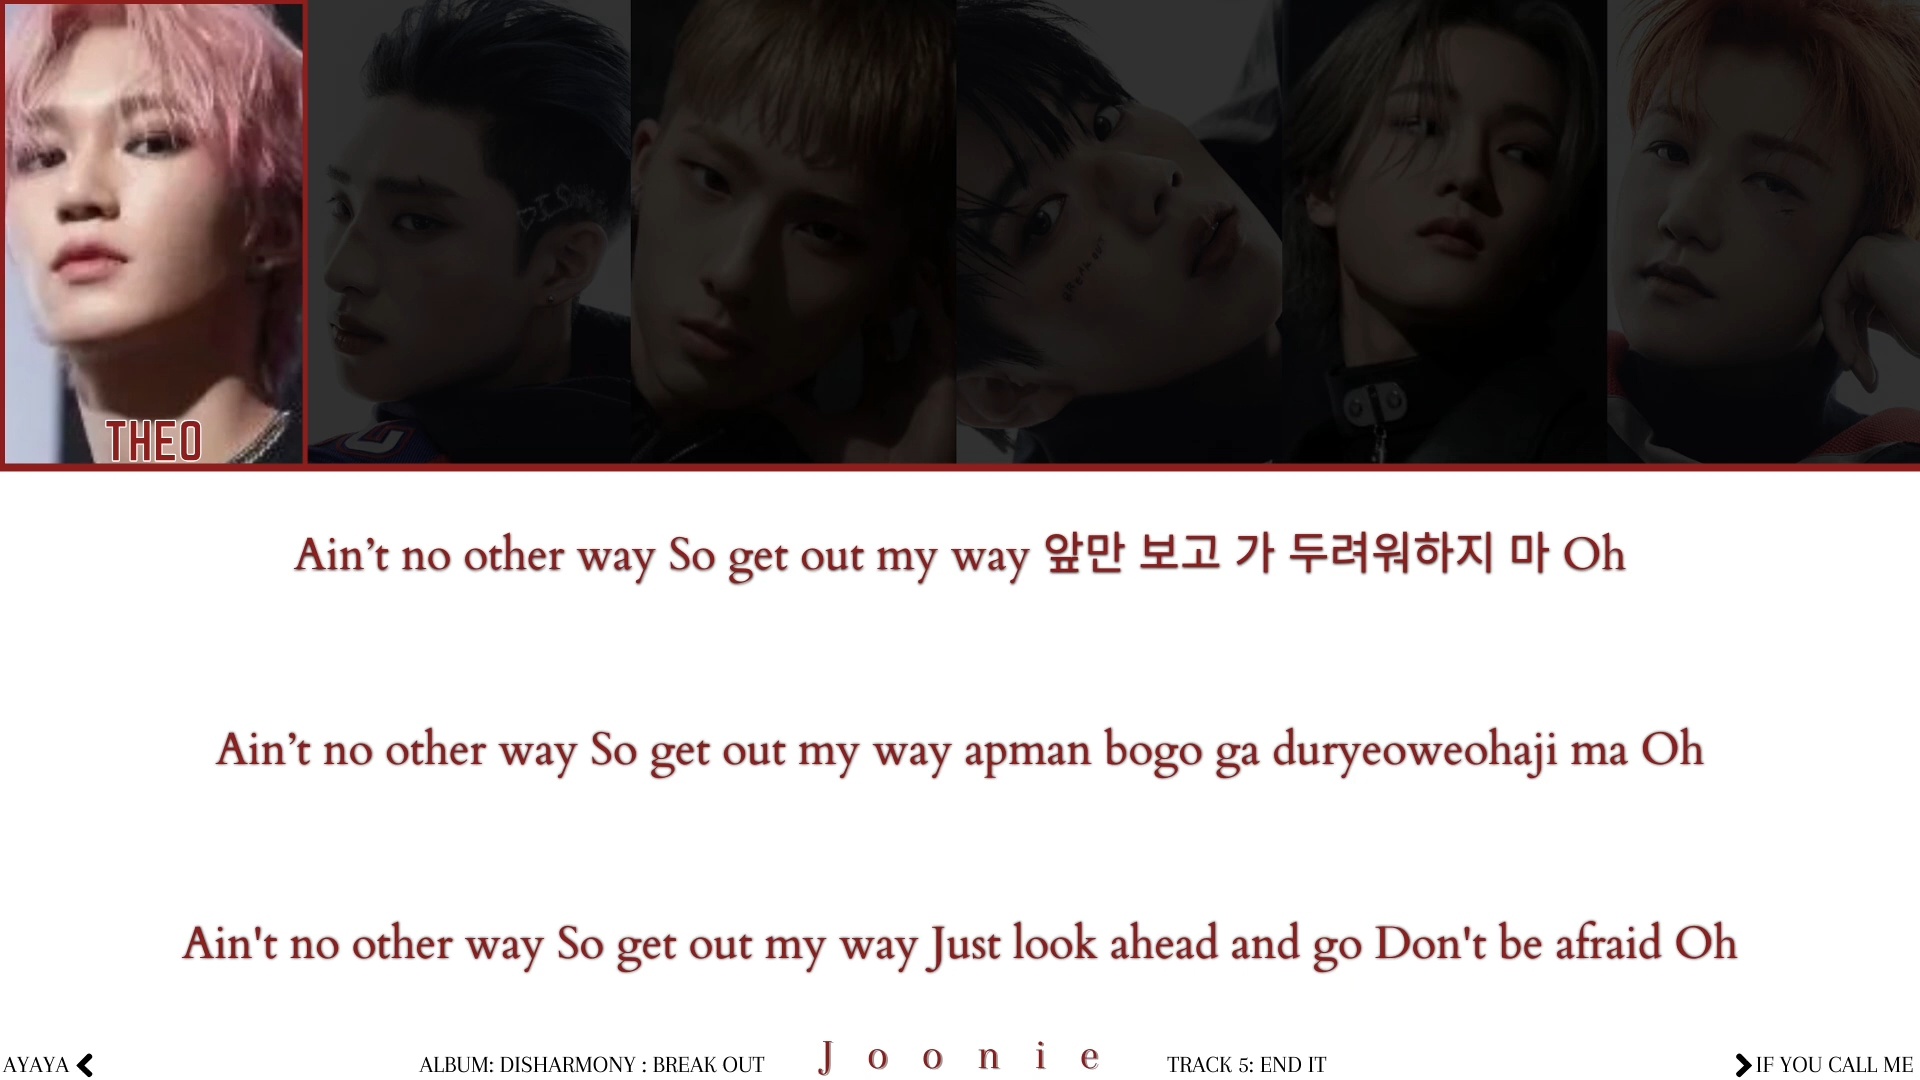 THEO
Ain’t no other way So get out my way 앞만 보고 가 두려워하지 마 Oh
Ain’t no other way So get out my way apman bogo ga duryeoweohaji ma Oh
Ain't no other way So get out my way Just look ahead and go Don't be afraid Oh
AYAYA
ALBUM: DISHARMONY : BREAK OUT
Joonie
TRACK 5: END IT
IF YOU CALL ME